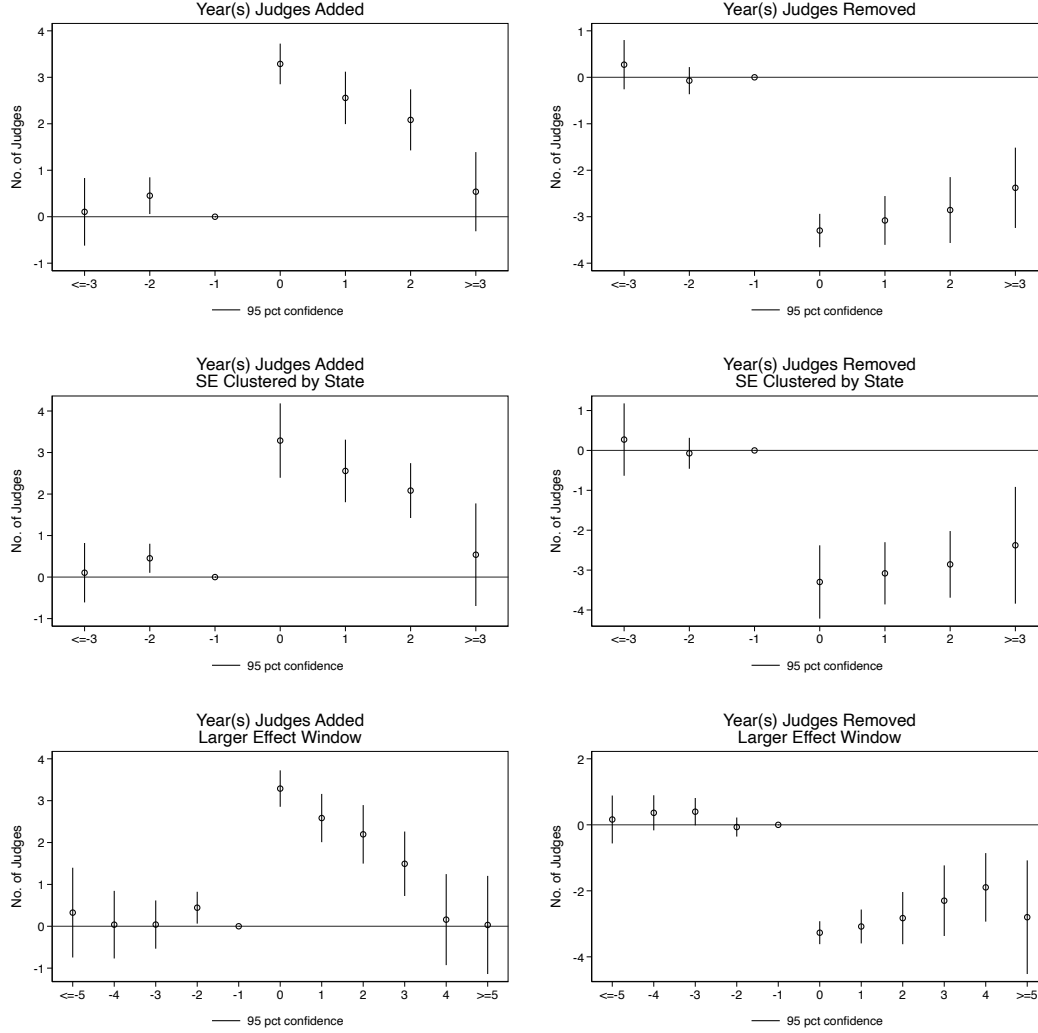 Year(s) Judges Added
No. of Judges
4
3
2
1
0
-1
<=-3 -2 -1 0 1 2 >=3
95 pct confidence
Year(s) Judges Removed
No. of Judges
1
0
-1
-2
-3
-4
<=-3 -2 -1 0 1 2 >=3
95 pct confidence
Year(s) Judges Added
SE Clustered by State
No. of Judges
4
3
2
1
0
-1
<=-3 -2 -1 0 1 2 >=3
95 pct confidence
Year(s) Judges Removed
SE Clustered by State
No. of Judges
1
0
-1
-2
-3
-4
<=-3 -2 -1 0 1 2 >=3
95 pct confidence
Year(s) Judges Added
Larger Effect Window
No. of Judges
4
3
2
1
0
-1
<=-5 -4 -3 -2 -1 0 1 2 3 4 >=5
95 pct confidence
Year(s) Judges Removed
Larger Effect Window
No. of Judges
2
0
-2
-4
<=-5 -4 -3 -2 -1 0 1 2 3 4 >=5
95 pct confidence